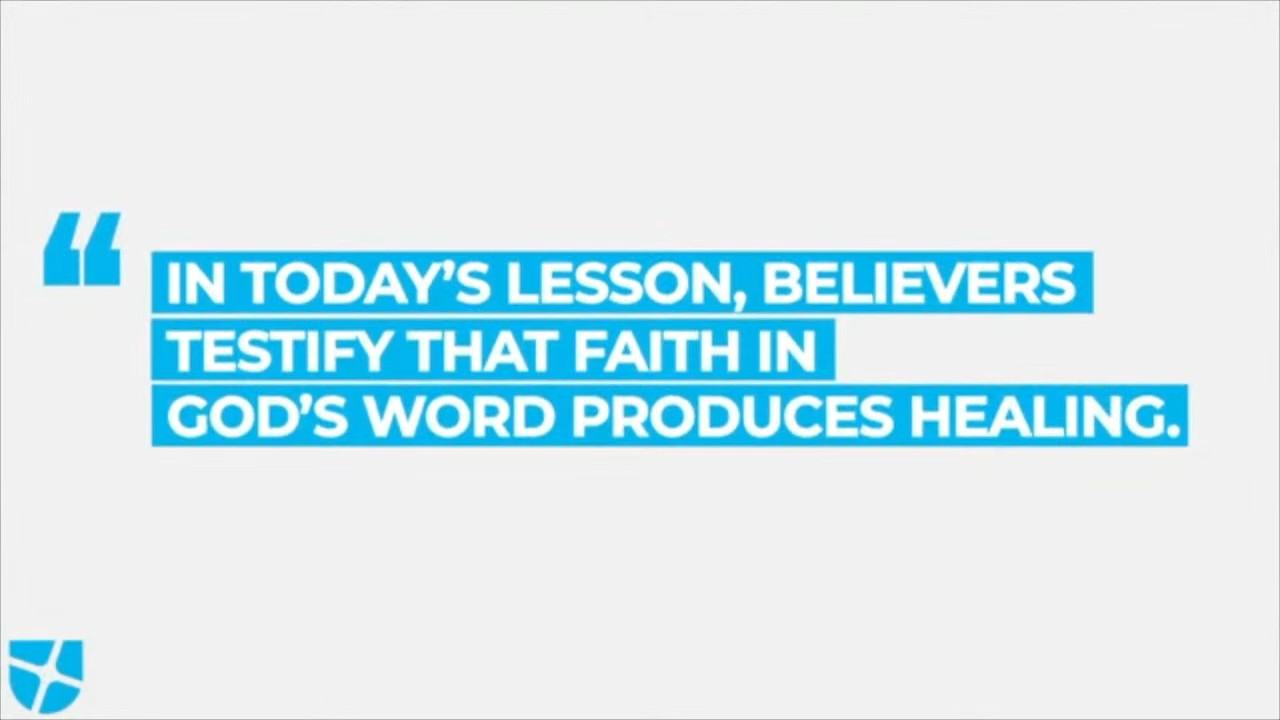 “
IN TODAY’S LESSON, BELIEVERS
TESTIFY THAT FAITH IN
GOD’S WORD PRODUCES HEALING.